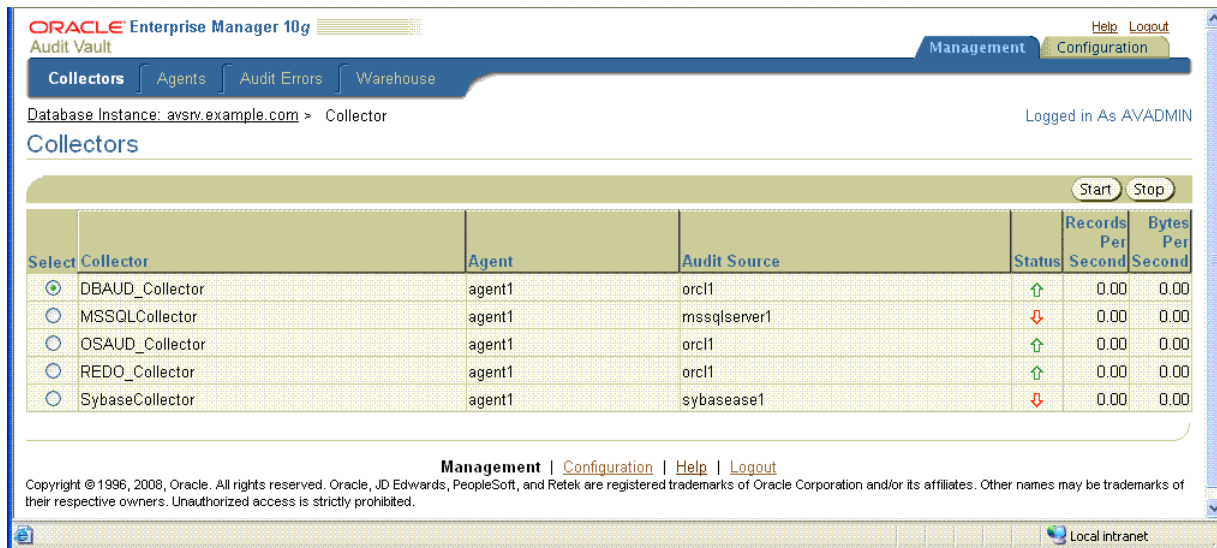 ORACLE Enterprise Manager 10g
Audit Vault
Help Logout
Management Configuration
Collectors Agents Audit Errors Warehouse
Database Instance: avsrv.example.com > Collector
Logged in As AVADMIN
Collectors
Start Stop
Select Collector Agent Audit Source Status Records Per Second Bytes Per Second
DBAUD_Collector agent1 orcl1 0.00 0.00
MSSQLCollector agent1 mssqlserver1 0.00 0.00
OSAUD_Collector agent1 orcl1 0.00 0.00
REDO_Collector agent1 orcl1 0.00 0.00
SybaseCollector agent1 sybasease1 0.00 0.00
Management | Configuration | Help | Logout
Copyright © 1996, 2008, Oracle. All rights reserved. Oracle, JD Edwards, PeopleSoft, and Retek are registered trademarks of Oracle Corporation and/or its affiliates. Other names may be trademarks of
their respective owners. Unauthorized access is strictly prohibited.
Local intranet